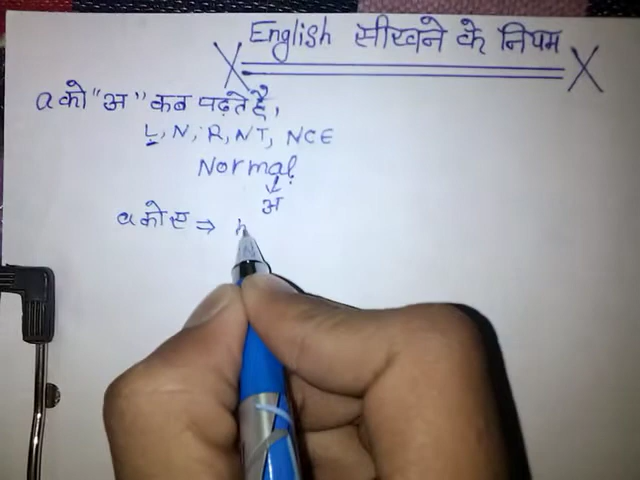 English सीखने के नियम
a को "अ" कब पढ़ते है,
L, N, R, NT, NCE
Normal
अ
a को ए ⇒